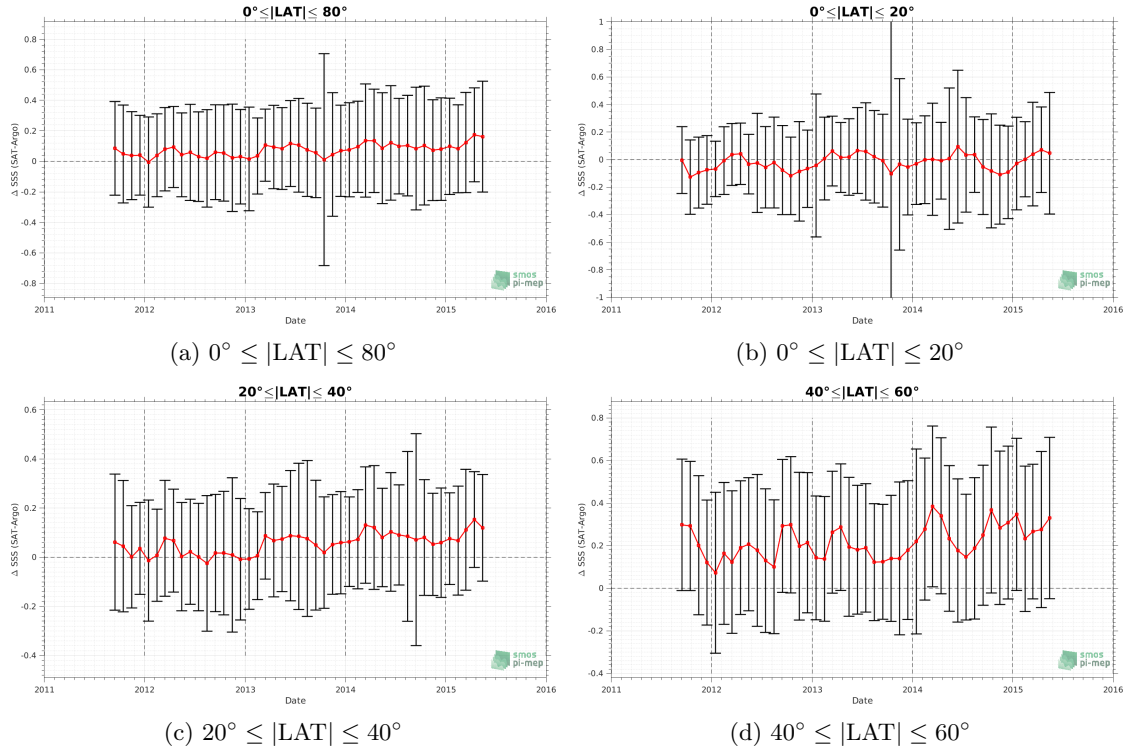 0°≤|LAT|≤ 80°
0.8
0.6
0.4
0.2
0
-0.2
-0.4
-0.6
-0.8
Δ SSS (SAT-Argo)
2011
2012
2013
2014
2015
2016
Date
smos
pi-mep
(a) 0° ≤ |LAT| ≤ 80°
0°≤|LAT|≤ 20°
1
0.8
0.6
0.4
0.2
0
-0.2
-0.4
-0.6
-0.8
-1
Δ SSS (SAT-Argo)
2011
2012
2013
2014
2015
2016
Date
smos
pi-mep
(b) 0° ≤ |LAT| ≤ 20°
20°≤|LAT|≤ 40°
0.6
0.4
0.2
0
-0.2
-0.4
Δ SSS (SAT-Argo)
2011
2012
2013
2014
2015
2016
Date
smos
pi-mep
(c) 20° ≤ |LAT| ≤ 40°
40°≤|LAT|≤ 60°
0.8
0.6
0.4
0.2
0
-0.2
-0.4
Δ SSS (SAT-Argo)
2011
2012
2013
2014
2015
2016
Date
smos
pi-mep
(d) 40° ≤ |LAT| ≤ 60°